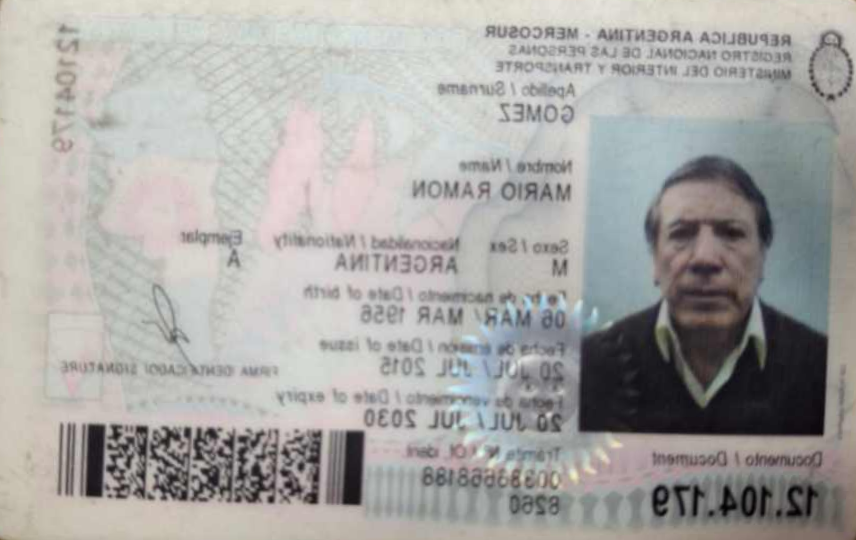 REPUBLICA ARGENTINA - MERCOSUR
REGISTRO NACIONAL DE LAS PERSONAS
MINISTERIO DEL INTERIOR Y TRANSPORTE
Apellido / Surname
GOMEZ
Nombre / Name
MARIO RAMON
Sexo / Sex Nacionalidad / Nationality Ejemplar
M ARGENTINA A
Fecha de nacimiento / Date of birth
06 MAR / MAR 1956
Fecha de emisión / Date of issue
20 JUL / JUL 2015
FIRMA IDENTIFICADO / SIGNATURE
Fecha de vencimiento / Date of expiry
20 JUL / JUL 2030
Documento / Document
12.104.179
Trámite Nº / Of. ident.
8260
12104179